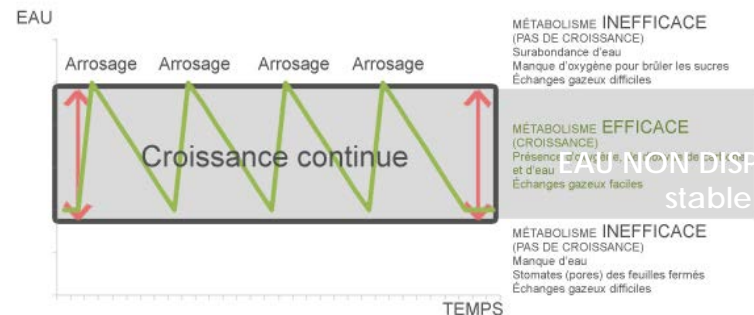 EAU
Arrosage Arrosage Arrosage Arrosage
Croissance continue
TEMPS
MÉTABOLISME INEFFICACE
(PAS DE CROISSANCE)
Surabondance d'eau
Manque d'oxygène pour brûler les sucres
Échanges gazeux difficiles
MÉTABOLISME EFFICACE
(CROISSANCE)
Présence
et d'eau
Échanges gazeux faciles
EAU NON DISP
stable
MÉTABOLISME INEFFICACE
(PAS DE CROISSANCE)
Manque d'eau
Stomates (pores) des feuilles fermés
Échanges gazeux difficiles